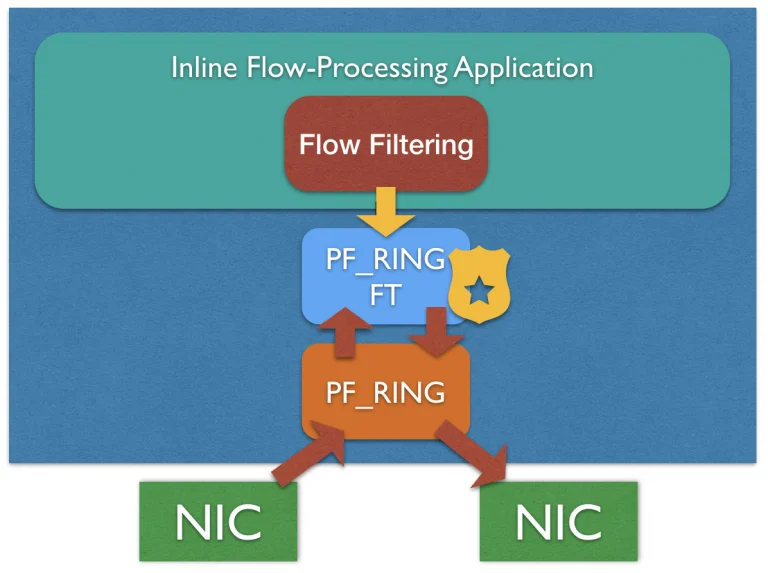 Inline Flow-Processing Application
Flow Filtering
PF_RING
FT
PF_RING
NIC
NIC